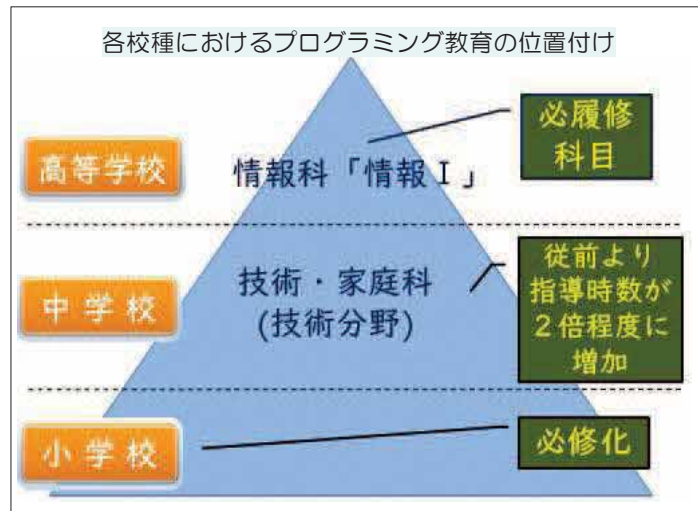 各校種におけるプログラミング教育の位置付け
必履修
科目
高等学校
情報科「情報Ⅰ」
従前より
指導時数が
２倍程度に
増加
中学校
技術・家庭科
(技術分野)
小学校
必修化